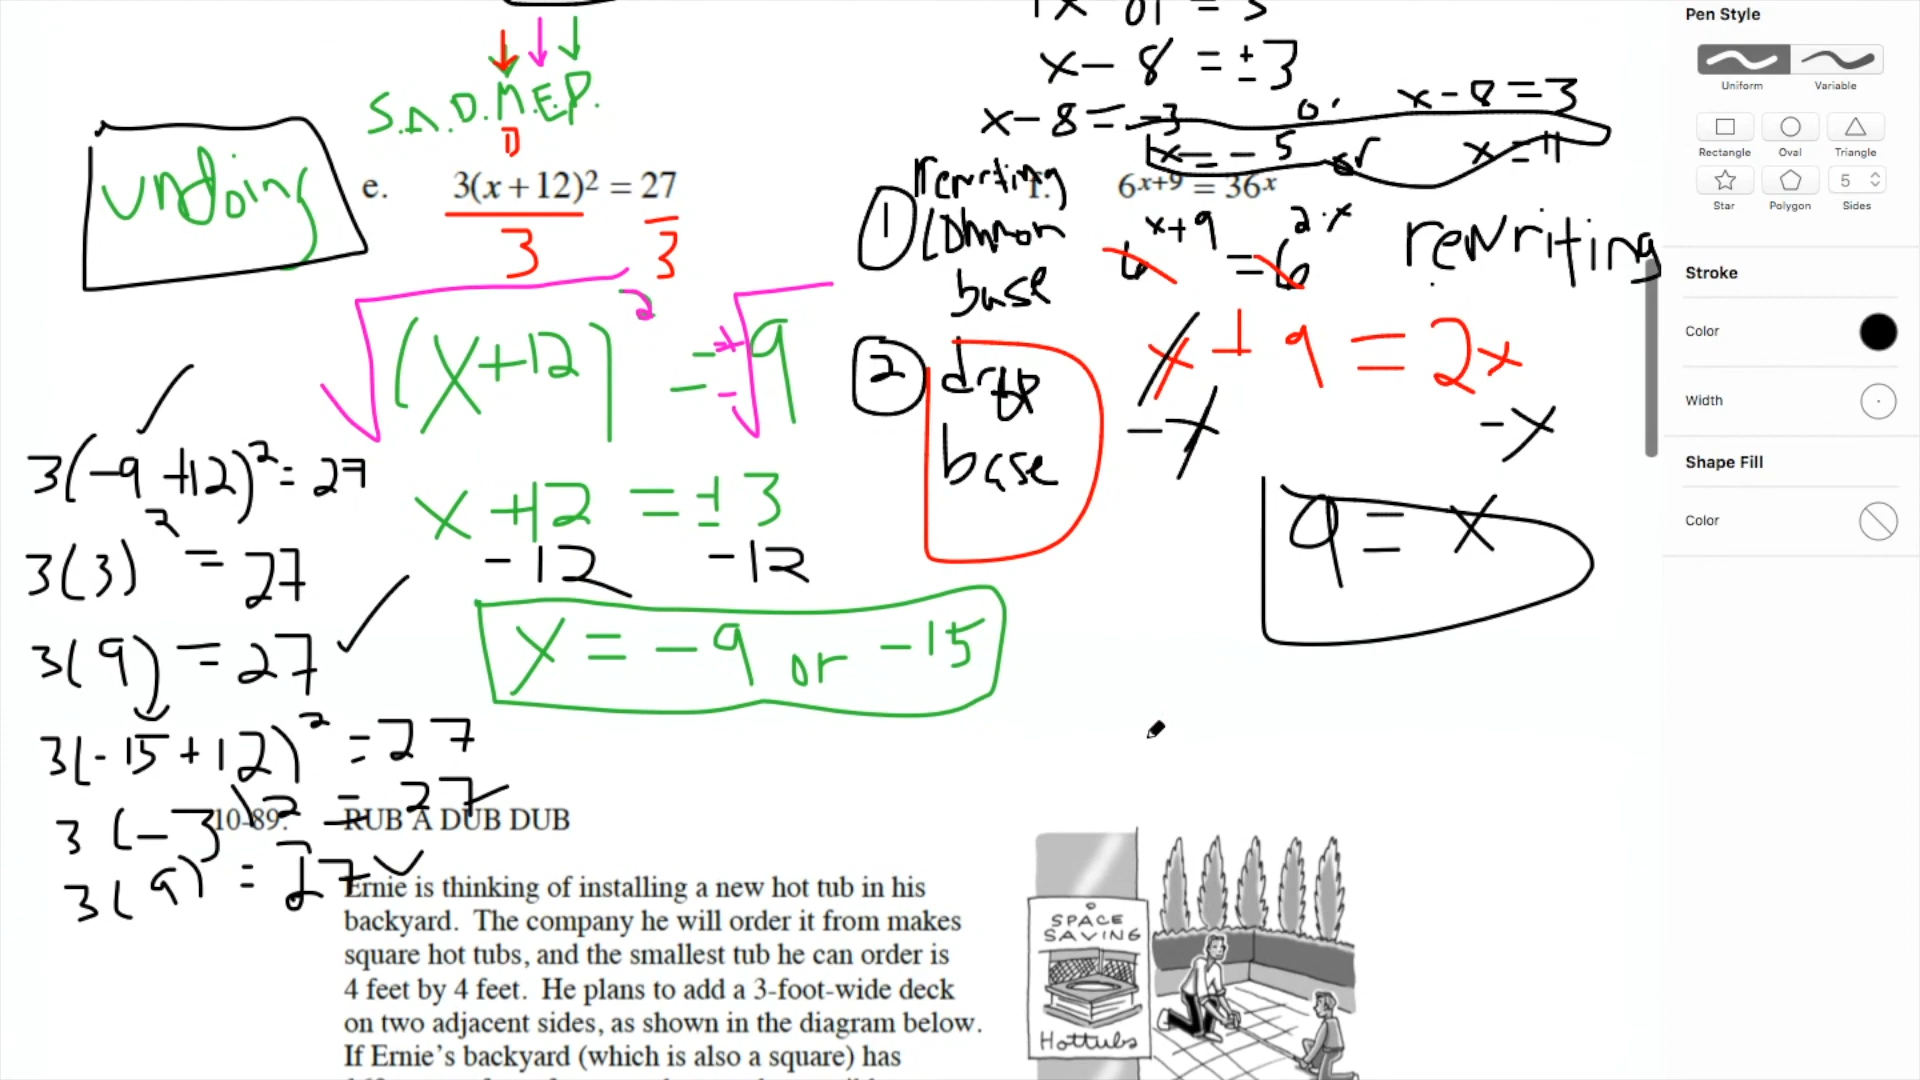 x - 8 = ±3
x - 8 = -3 or x - 8 = 3
x = 5 or x = 11
S.A.D.M.E.P.
D
undoing
e. 3(x + 12)² = 27
3 3
(x+12)² = ±√9
x + 12 = ±3
-12 -12
x = -9 or -15
3(-9 +12)² = 27
3(3)² = 27
3(9) = 27
3(-15 + 12)² = 27
3(-3)² = 27
3(9) = 27
f. 6^(x+9) = 36^x
1 rewriting
common
base
6^(x+9) = 6^(2·x) rewriting
2 drop
base
x + 9 = 2x
-x -x
9 = x
10-89. RUB A DUB DUB
Ernie is thinking of installing a new hot tub in his
backyard. The company he will order it from makes
square hot tubs, and the smallest tub he can order is
4 feet by 4 feet. He plans to add a 3-foot-wide deck
on two adjacent sides, as shown in the diagram below.
If Ernie's backyard (which is also a square) has
SPACE
SAVING
Hottubs
Pen Style
Uniform Variable
Rectangle Oval Triangle
5
Star Polygon Sides
Stroke
Color
Width
Shape Fill
Color